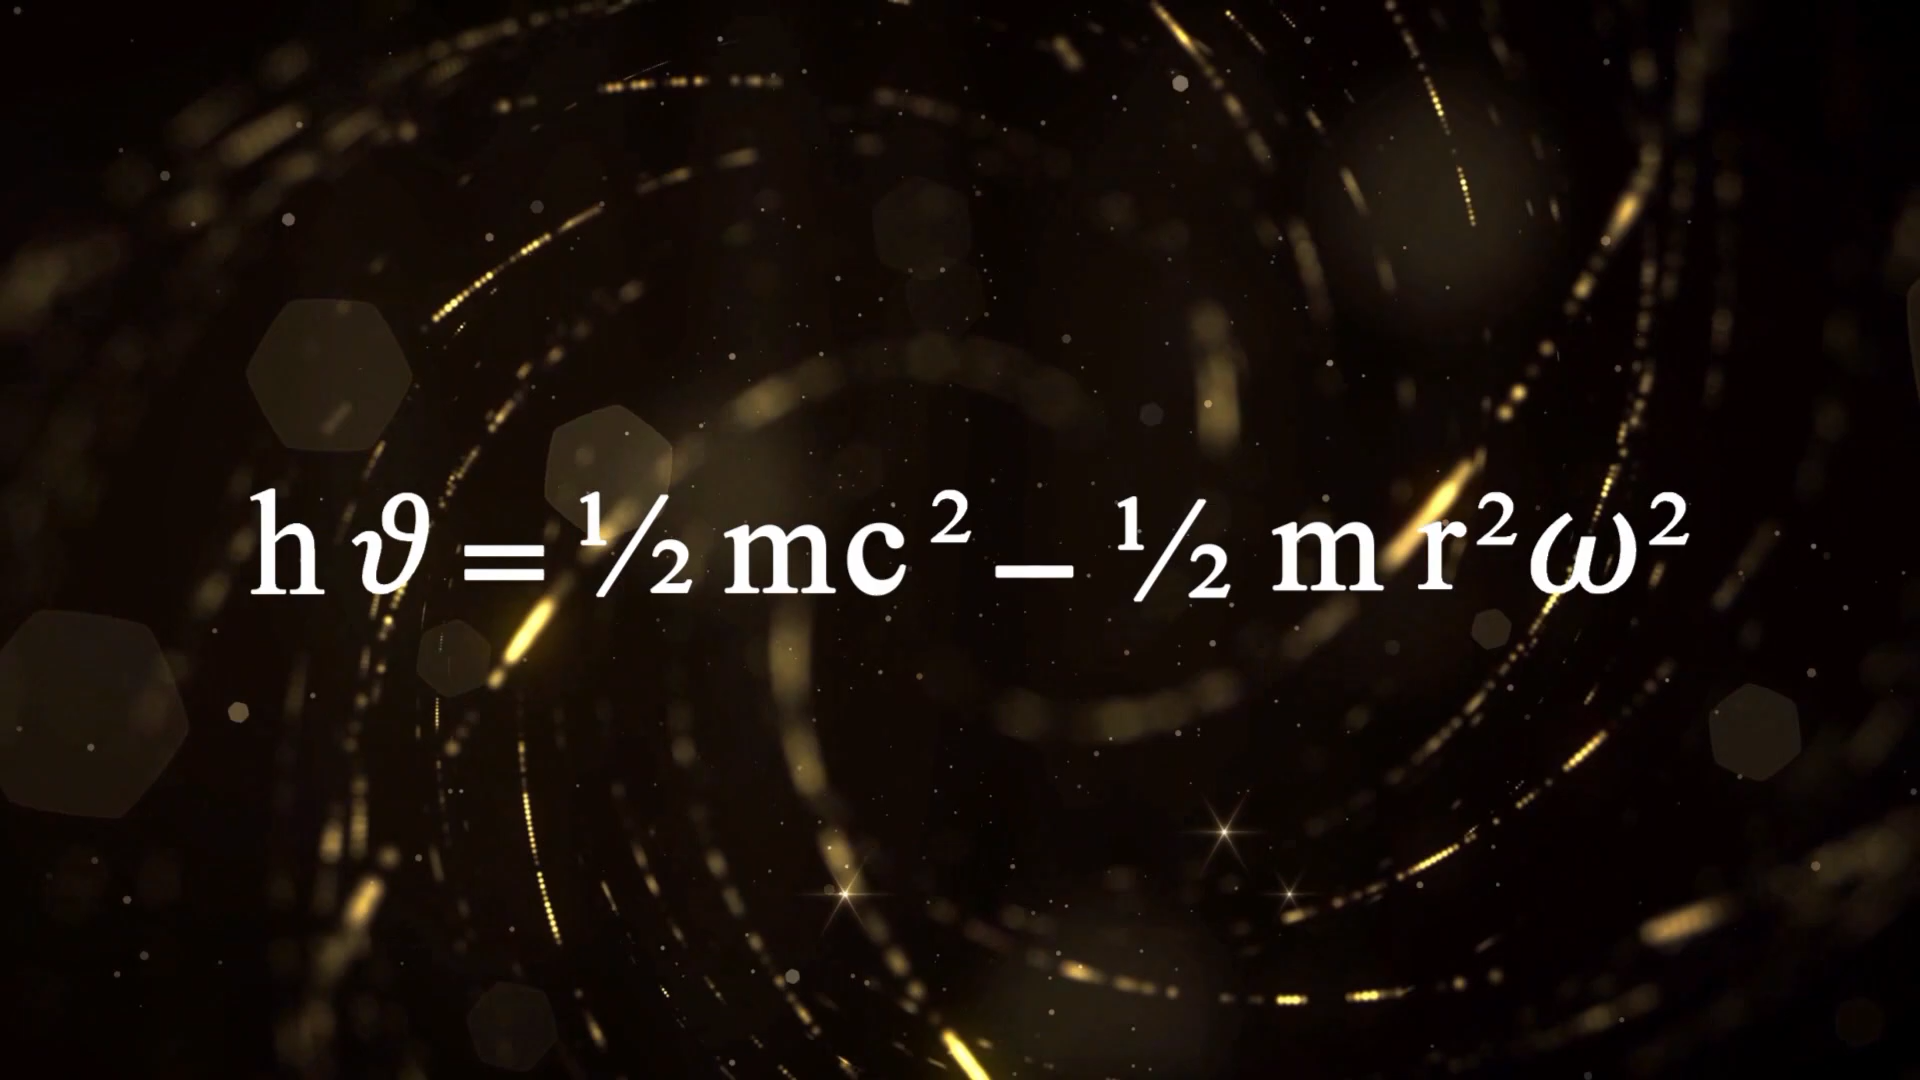 h ϑ = ½ mc² – ½ m r²ω²